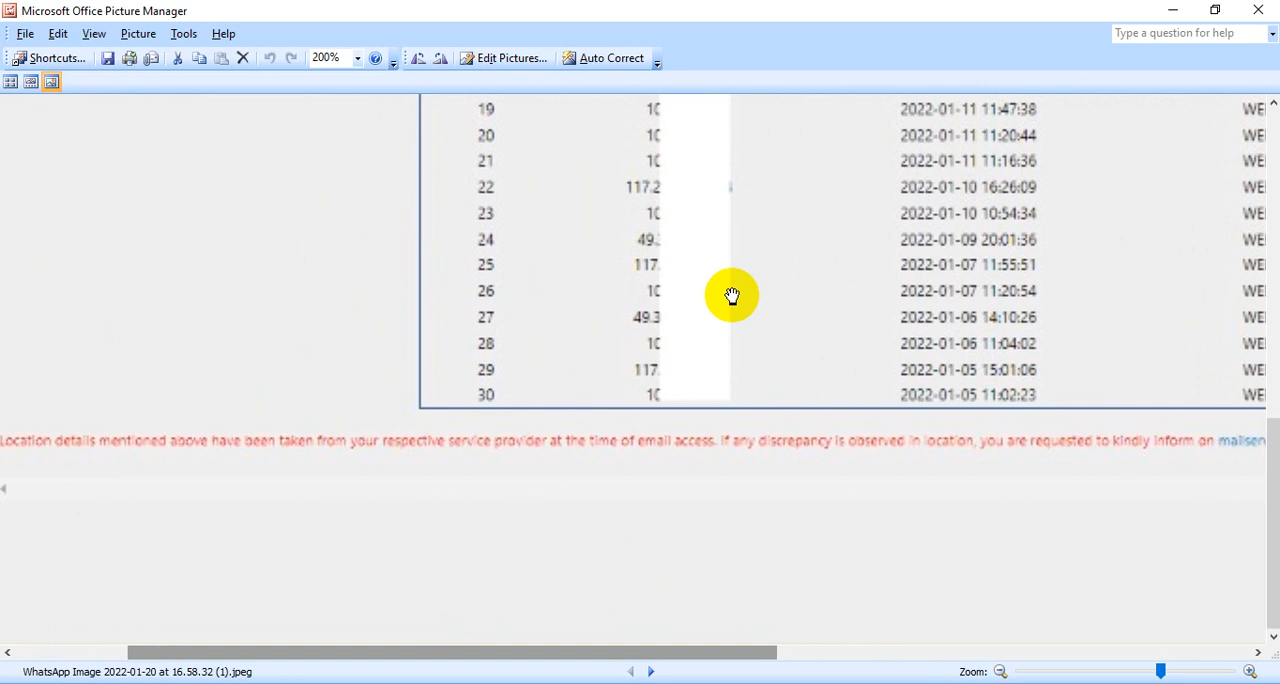 Microsoft Office Picture Manager
File Edit View Picture Tools Help
Type a question for help
Shortcuts... 200% Edit Pictures... Auto Correct
19 10 2022-01-11 11:47:38 WE
20 10 2022-01-11 11:20:44 WE
21 10 2022-01-11 11:16:36 WE
22 117.2 2022-01-10 16:26:09 WE
23 10 2022-01-10 10:54:34 WE
24 49. 2022-01-09 20:01:36 WE
25 117. 2022-01-07 11:55:51 WE
26 10 2022-01-07 11:20:54 WE
27 49.3 2022-01-06 14:10:26 WE
28 10 2022-01-06 11:04:02 WE
29 117. 2022-01-05 15:01:06 WE
30 10 2022-01-05 11:02:23 WE
Location details mentioned above have been taken from your respective service provider at the time of email access. If any discrepancy is observed in location, you are requested to kindly inform on mailser
WhatsApp Image 2022-01-20 at 16.58.32 (1).jpeg
Zoom: